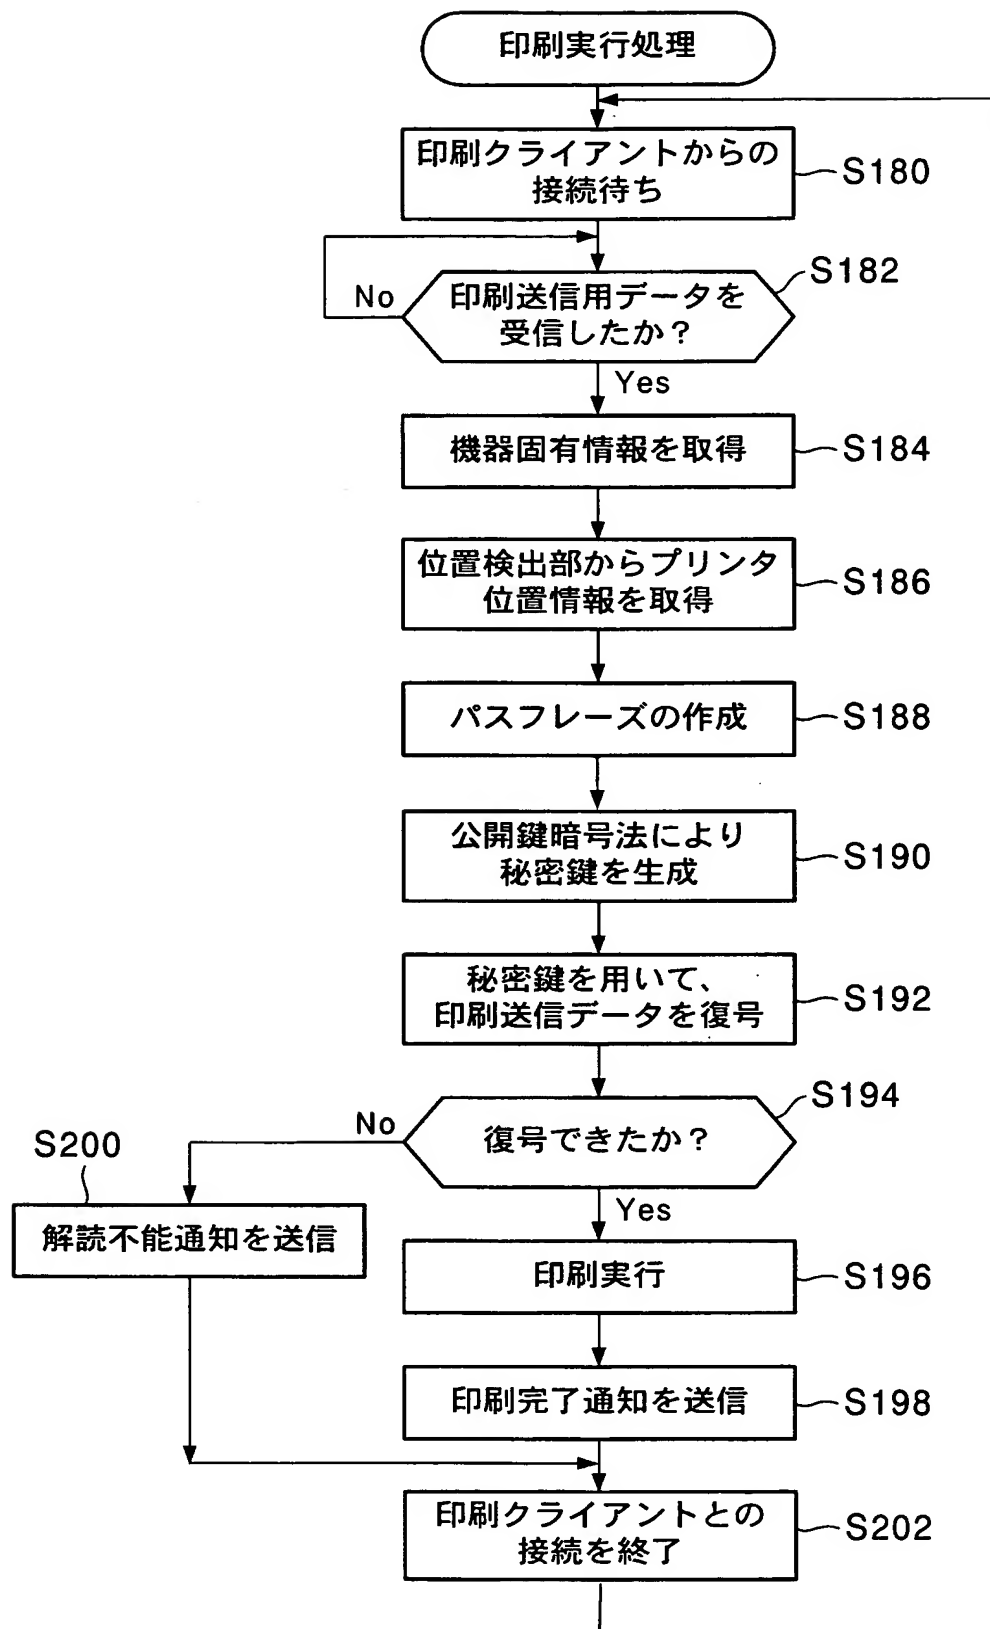 印刷実行処理
印刷クライアントからの
接続待ち
S180
S182
No
印刷送信用データを
受信したか？
Yes
機器固有情報を取得
S184
位置検出部からプリンタ
位置情報を取得
S186
パスフレーズの作成
S188
公開鍵暗号法により
秘密鍵を生成
S190
秘密鍵を用いて、
印刷送信データを復号
S192
S194
No
復号できたか？
Yes
S200
解読不能通知を送信
印刷実行
S196
印刷完了通知を送信
S198
印刷クライアントとの
接続を終了
S202